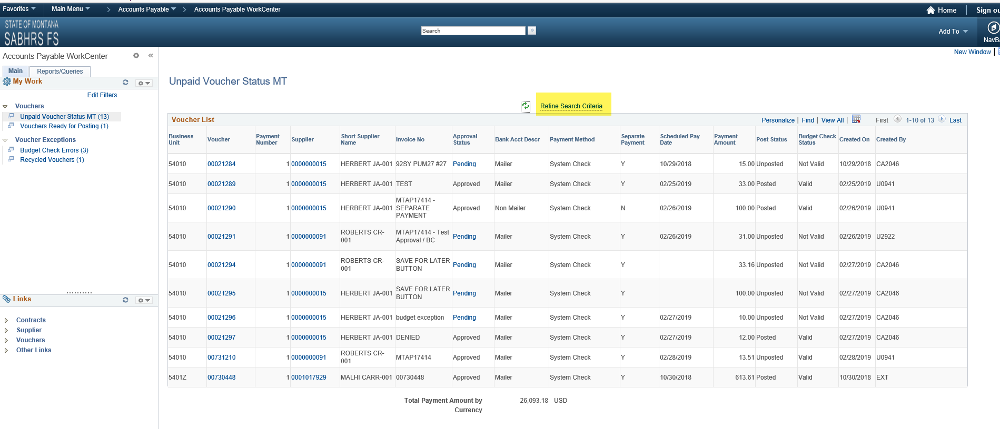 Favorites Main Menu > Accounts Payable > Accounts Payable WorkCenter Home Sign ou
STATE OF MONTANA
SABHRS FS
Search »
Add To
NavBa
Accounts Payable WorkCenter «
New Window |
Main Reports/Queries
My Work
Edit Filters
Vouchers
Unpaid Voucher Status MT (13)
Vouchers Ready for Posting (1)
Voucher Exceptions
Budget Check Errors (3)
Recycled Vouchers (1)
Links
Contracts
Supplier
Vouchers
Other Links
Unpaid Voucher Status MT
Refine Search Criteria
Voucher List Personalize | Find | View All | First 1-10 of 13 Last
Business Unit Voucher Payment Number Supplier Short Supplier Name Invoice No Approval Status Bank Acct Descr Payment Method Separate Payment Scheduled Pay Date Payment Amount Post Status Budget Check Status Created On Created By
54010 00021284 1 0000000015 HERBERT JA-001 92SY PUM27 #27 Pending Mailer System Check Y 10/29/2018 15.00 Unposted Not Valid 10/29/2018 CA2046
54010 00021289 1 0000000015 HERBERT JA-001 TEST Approved Mailer System Check Y 02/25/2019 33.00 Posted Valid 02/25/2019 U0941
54010 00021290 1 0000000015 HERBERT JA-001 MTAP17414 - SEPARATE PAYMENT Approved Non Mailer System Check N 02/26/2019 100.00 Posted Valid 02/26/2019 U0941
54010 00021291 1 0000000091 ROBERTS CR-001 MTAP17414 - Test Approval / BC Pending Mailer System Check Y 02/26/2019 31.00 Unposted Not Valid 02/26/2019 U2922
54010 00021294 1 0000000091 ROBERTS CR-001 SAVE FOR LATER BUTTON Pending Mailer System Check Y 33.16 Unposted Not Valid 02/27/2019 CA2046
54010 00021295 1 0000000015 HERBERT JA-001 SAVE FOR LATER BUTTON Pending Mailer System Check Y 100.00 Unposted Not Valid 02/27/2019 CA2046
54010 00021296 1 0000000015 HERBERT JA-001 budget exception Pending Mailer System Check Y 02/27/2019 10.00 Unposted Not Valid 02/27/2019 CA2046
54010 00021297 1 0000000015 HERBERT JA-001 DENIED Approved Mailer System Check Y 02/27/2019 12.00 Posted Valid 02/27/2019 CA2046
54010 00731210 1 0000000091 ROBERTS CR-001 MTAP17414 Approved Mailer System Check Y 02/28/2019 13.51 Unposted Valid 02/28/2019 U0941
5401Z 00730448 1 0001017929 MALHI CARR-001 00730448 Approved Mailer System Check Y 10/30/2018 613.61 Posted Valid 10/30/2018 EXT
Total Payment Amount by 26,093.18 USD
Currency